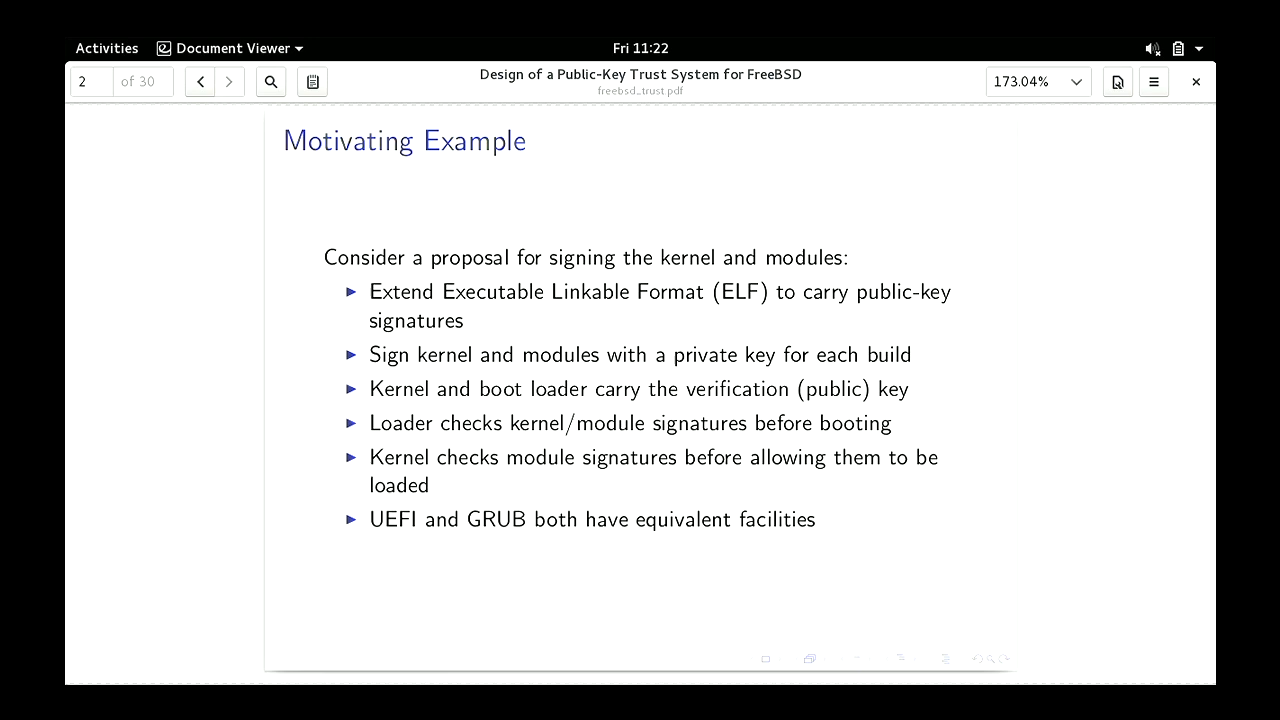 Activities
Document Viewer
Fri 11:22
2
of 30
Design of a Public-Key Trust System for FreeBSD
freebsd_trust.pdf
173.04%
Motivating Example
Consider a proposal for signing the kernel and modules:
Extend Executable Linkable Format (ELF) to carry public-key
signatures
Sign kernel and modules with a private key for each build
Kernel and boot loader carry the verification (public) key
Loader checks kernel/module signatures before booting
Kernel checks module signatures before allowing them to be
loaded
UEFI and GRUB both have equivalent facilities